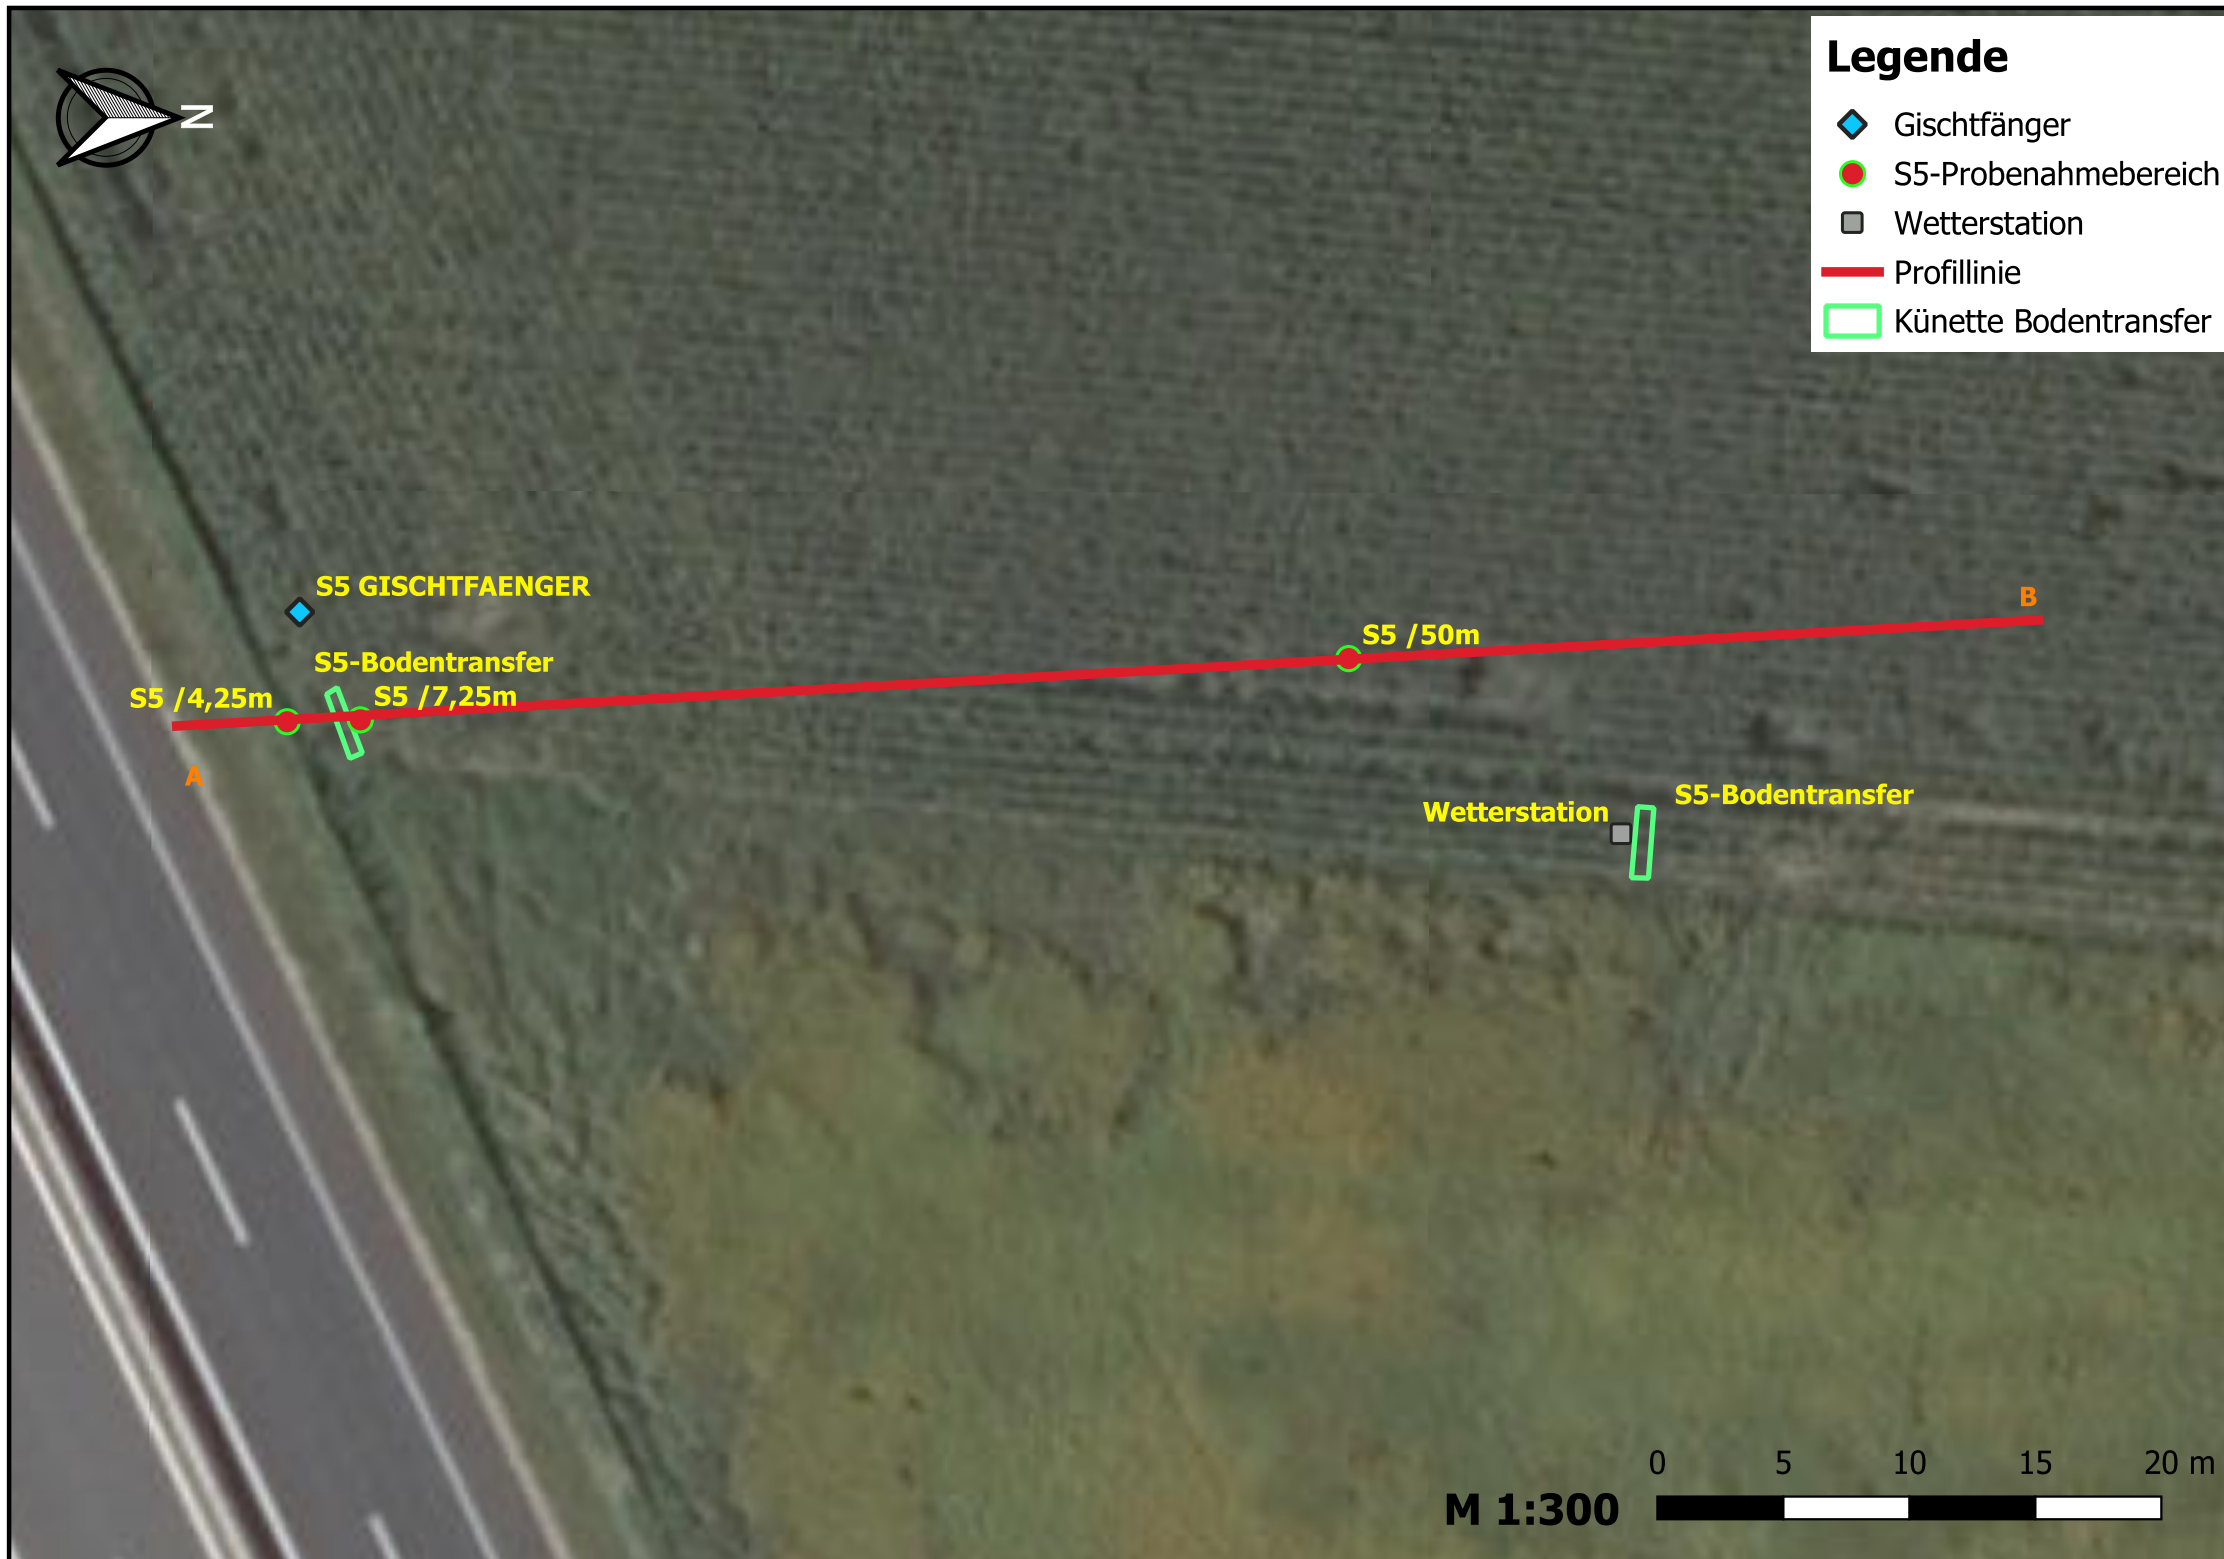 N
Legende
Gischtfänger
S5-Probenahmebereich
Wetterstation
Profillinie
Künette Bodentransfer
S5 GISCHTFAENGER
B
S5 /50m
S5-Bodentransfer
S5 /4,25m
S5 /7,25m
A
S5-Bodentransfer
Wetterstation
0 5 10 15 20 m
M 1:300